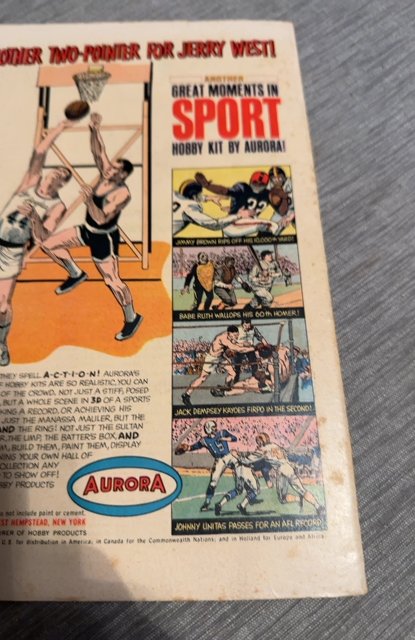 OTHER TWO-POINTER FOR JERRY WEST!
ANOTHER
GREAT MOMENTS IN
SPORT
HOBBY KIT BY AURORA!
32
44
JIMMY BROWN RIPS OFF HIS 10,000th YARD!
BABE RUTH WALLOPS HIS 60th HOMER!
JACK DEMPSEY KAYOES FIRPO IN THE SECOND!
JOHNNY UNITAS PASSES FOR AN AFL RECORD!
THEY SPELL A-C-T-I-O-N! AURORA'S
HOBBY KITS ARE SO REALISTIC, YOU CAN
OF THE CROWD. NOT JUST A STIFF, POSED
BUT A WHOLE SCENE IN 3D OF A SPORTS
KING A RECORD, OR ACHIEVING HIS
JUST THE MANASSA MAULER, BUT THE
AND THE RING! NOT JUST THE SULTAN
THE UMP, THE BATTER'S BOX, AND
BUILD THEM, PAINT THEM, DISPLAY
YOUR OWN HALL OF
COLLECTION ANY
TO SHOW OFF!
BY PRODUCTS
AURORA
not include paint or cement.
ST HEMPSTEAD, NEW YORK
OF HOBBY PRODUCTS
U.S. for distribution in America; in Canada for the Commonwealth Nations; and in Holland for Europe and Africa.